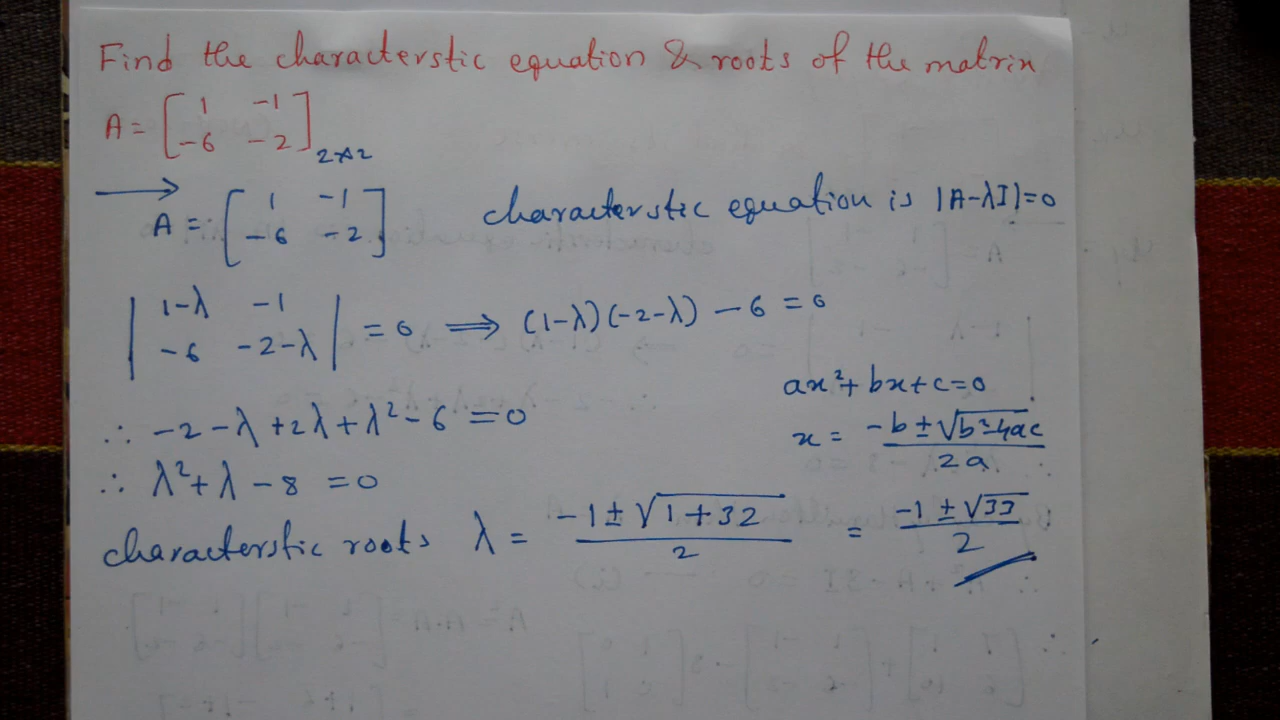 Find the characterstic equation & roots of the matrix
A = [1 -1
-6 -2]2×2
→ A = [1 -1
-6 -2] characterstic equation is |A-λI|=0
|1-λ -1
-6 -2-λ| = 0 ⟹ (1-λ)(-2-λ) - 6 = 0
ax²+bx+c=0
∴ -2-λ+2λ+λ²-6 = 0
x = -b±√b²-4ac / 2a
∴ λ²+λ-8 = 0
characterstic roots λ = -1±√1+32 / 2 = -1±√33 / 2